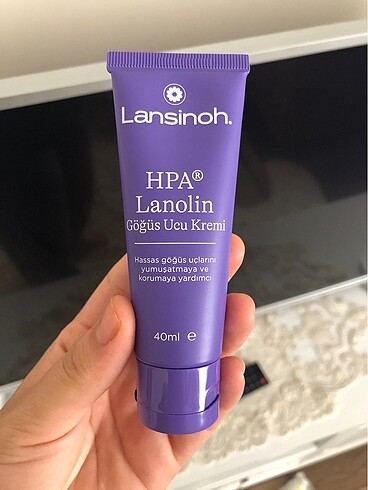 Lansinoh.
HPA®
Lanolin
Göğüs Ucu Kremi
Hassas göğüs uçlarını
yumuşatmaya ve
korumaya yardımcı
40ml e